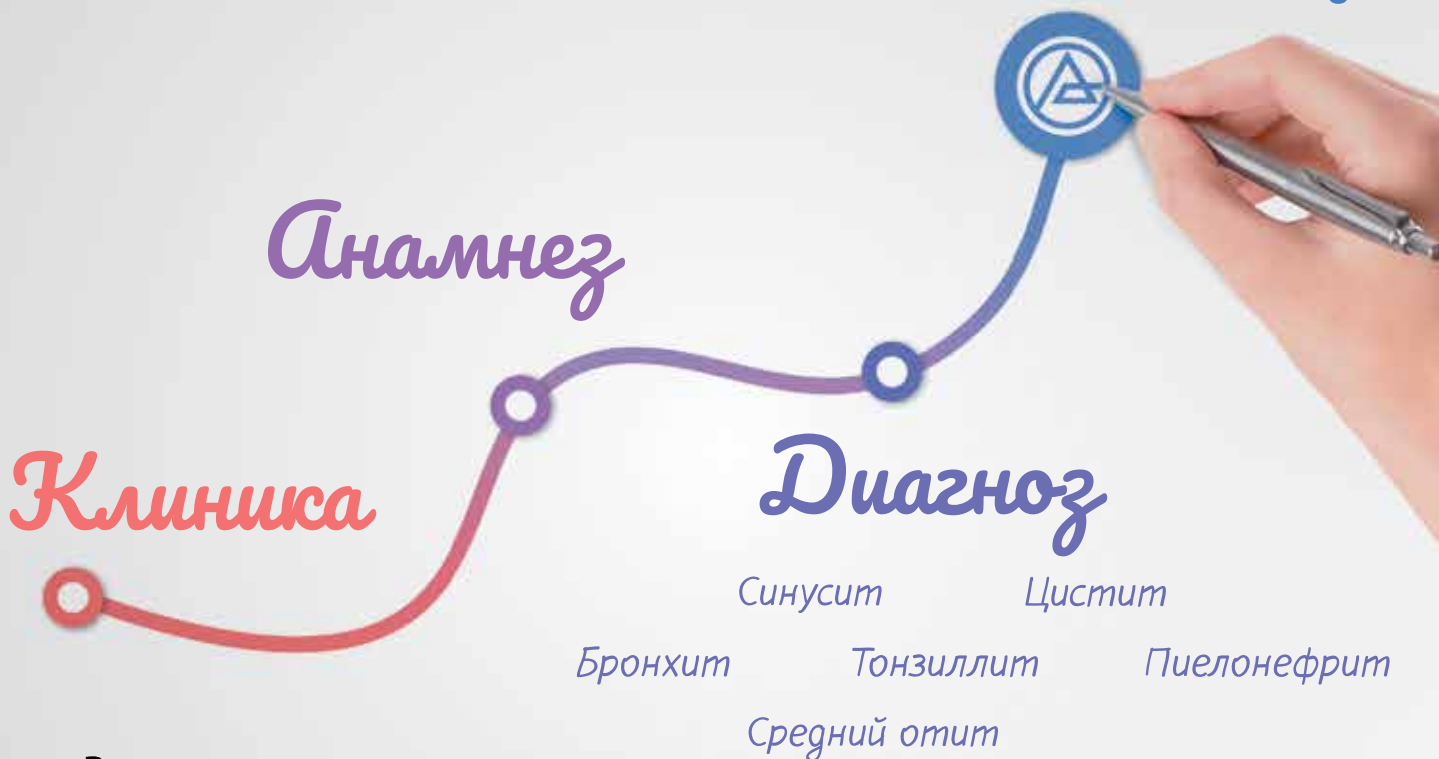 Анамнез
Клиника
Диагноз
Синусит Цистит
Бронхит Тонзиллит Пиелонефрит
Средний отит